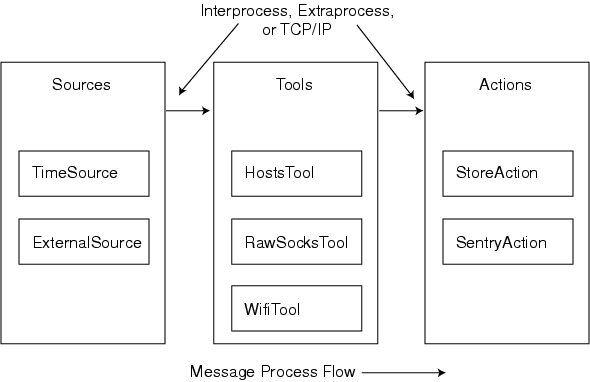 Interprocess, Extraprocess,
or TCP/IP
Sources
Tools
Actions
TimeSource
HostsTool
StoreAction
ExternalSource
RawSocksTool
SentryAction
WifiTool
Message Process Flow